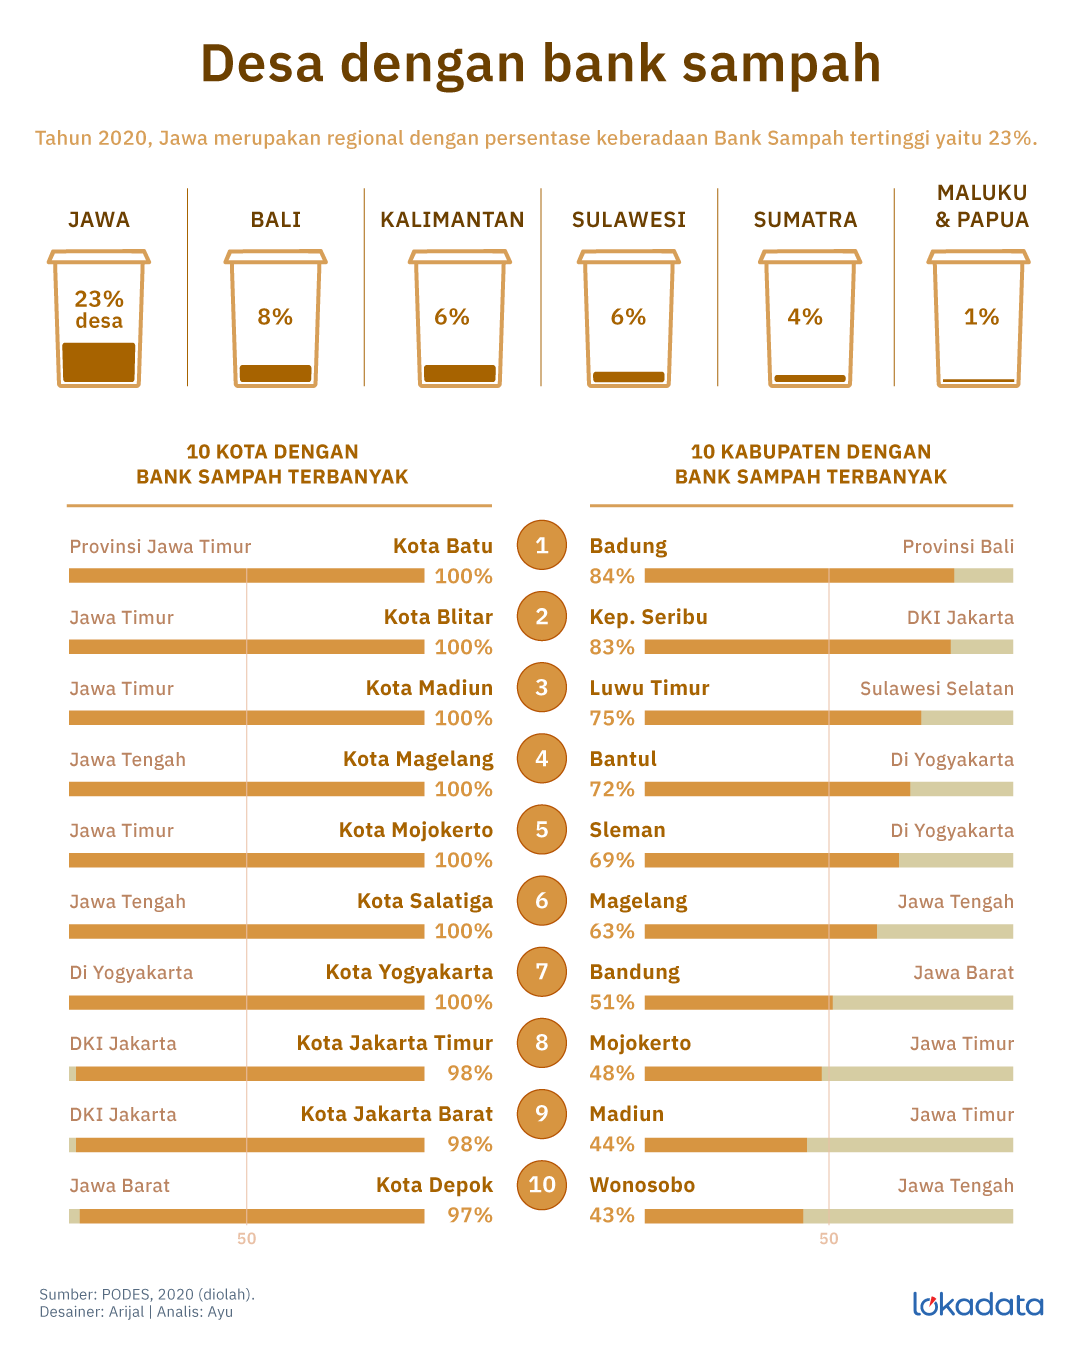 Desa dengan bank sampah
Tahun 2020, Jawa merupakan regional dengan persentase keberadaan Bank Sampah tertinggi yaitu 23%.
JAWA
23%
desa
BALI
8%
KALIMANTAN
6%
SULAWESI
6%
SUMATRA
4%
MALUKU
& PAPUA
1%
10 KOTA DENGAN
BANK SAMPAH TERBANYAK
10 KABUPATEN DENGAN
BANK SAMPAH TERBANYAK
Provinsi Jawa Timur Kota Batu 1 Badung Provinsi Bali
100% 84%
Jawa Timur Kota Blitar 2 Kep. Seribu DKI Jakarta
100% 83%
Jawa Timur Kota Madiun 3 Luwu Timur Sulawesi Selatan
100% 75%
Jawa Tengah Kota Magelang 4 Bantul Di Yogyakarta
100% 72%
Jawa Timur Kota Mojokerto 5 Sleman Di Yogyakarta
100% 69%
Jawa Tengah Kota Salatiga 6 Magelang Jawa Tengah
100% 63%
Di Yogyakarta Kota Yogyakarta 7 Bandung Jawa Barat
100% 51%
DKI Jakarta Kota Jakarta Timur 8 Mojokerto Jawa Timur
98% 48%
DKI Jakarta Kota Jakarta Barat 9 Madiun Jawa Timur
98% 44%
Jawa Barat Kota Depok 10 Wonosobo Jawa Tengah
97% 43%
50 50
Sumber: PODES, 2020 (diolah).
Desainer: Arijal | Analis: Ayu
lokadata